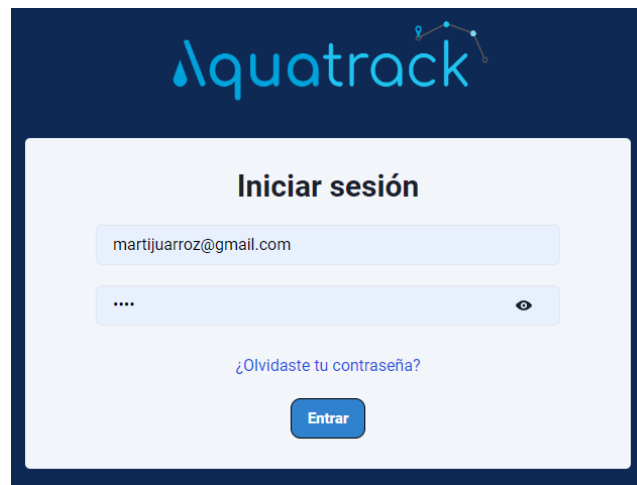 Aquatrack
Iniciar sesión
martijuarroz@gmail.com
••••
¿Olvidaste tu contraseña?
Entrar